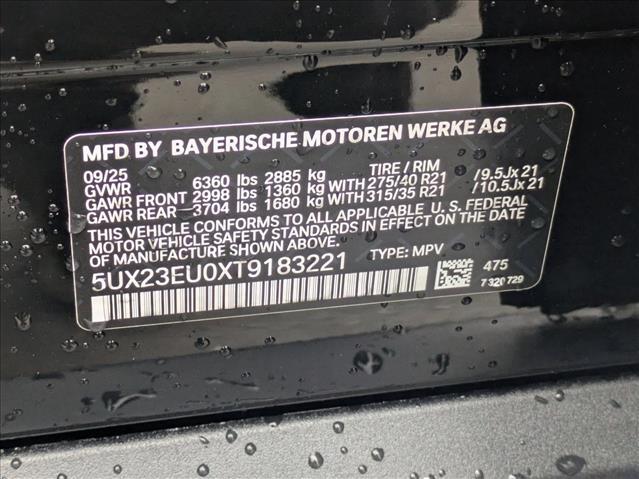 MFD BY BAYERISCHE MOTOREN WERKE AG
09/25 TIRE / RIM
GVWR 6360 lbs 2885 kg
GAWR FRONT 2998 lbs 1360 kg WITH 275/40 R21 /9.5Jx21
GAWR REAR 3704 lbs 1680 kg WITH 315/35 R21 /10.5Jx21
THIS VEHICLE CONFORMS TO ALL APPLICABLE U. S. FEDERAL
MOTOR VEHICLE SAFETY STANDARDS IN EFFECT ON THE DATE
OF MANUFACTURE SHOWN ABOVE.
5UX23EU0XT9183221 TYPE: MPV
475
7 320 729